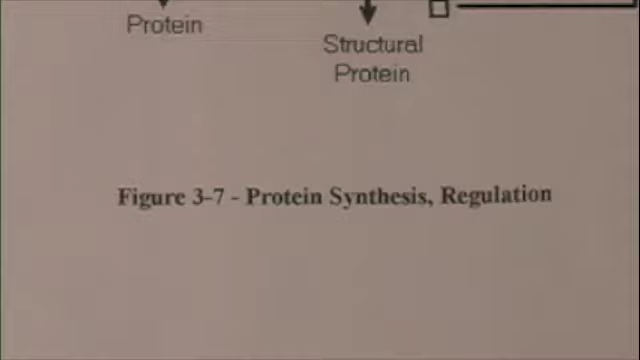 Protein
Structural
Protein
Figure 3-7 - Protein Synthesis, Regulation